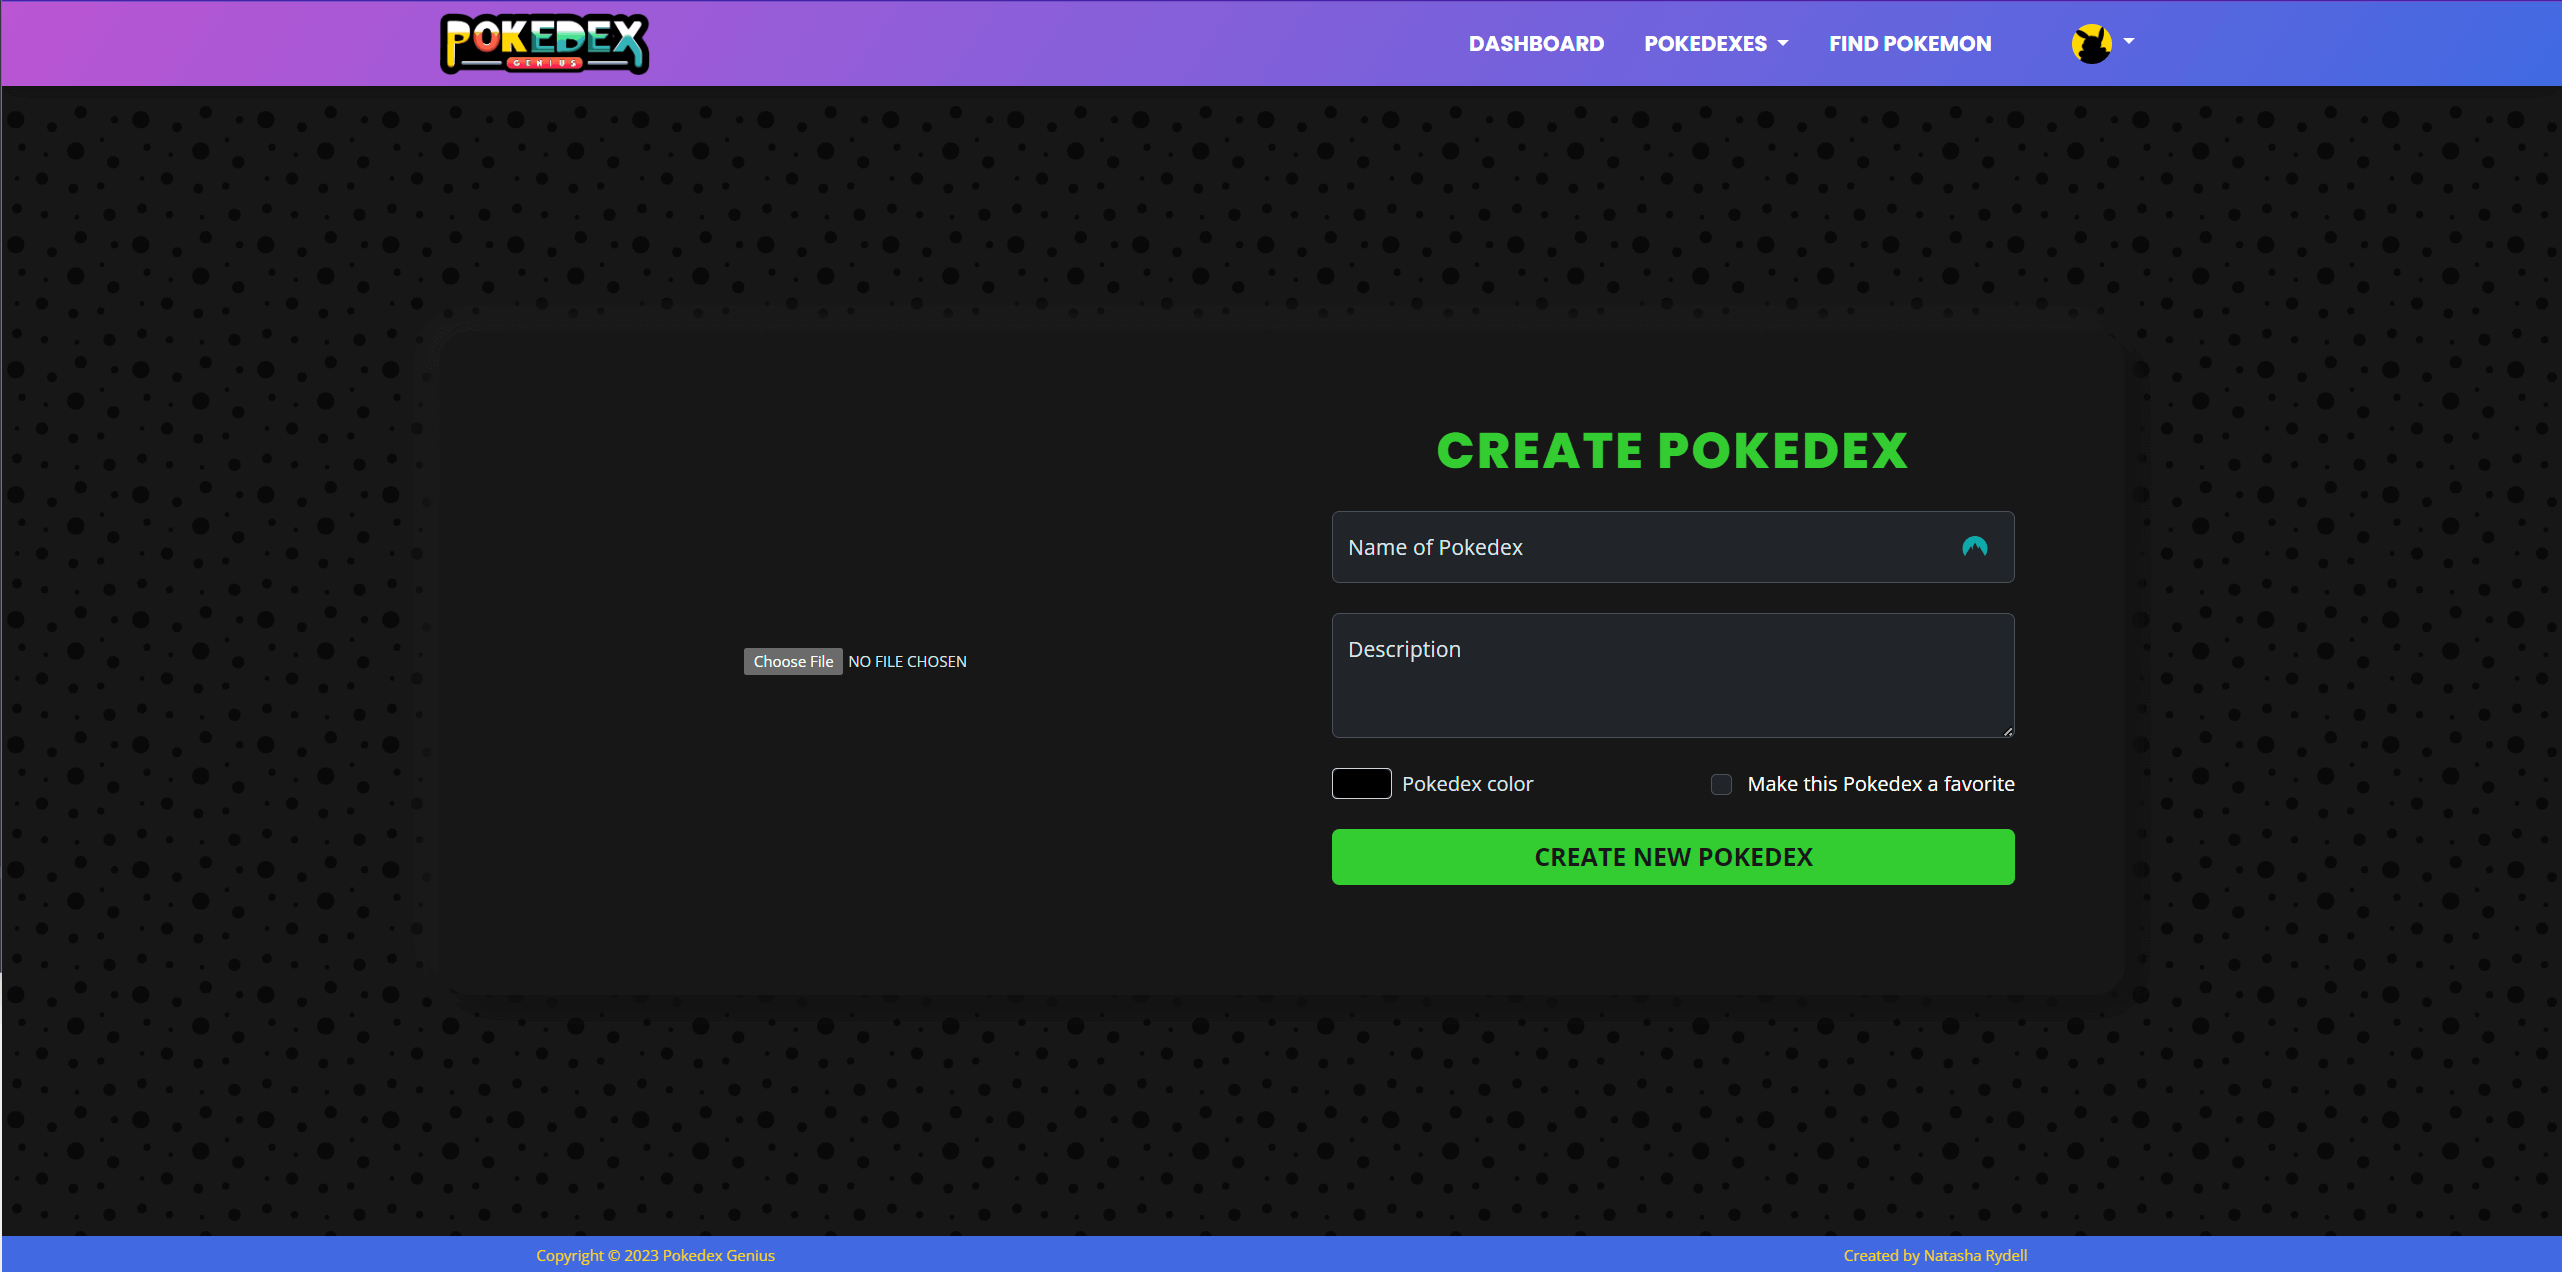 POKEDEX
GENIUS
DASHBOARD
POKEDEXES
FIND POKEMON
CREATE POKEDEX
Name of Pokedex
Description
Choose File NO FILE CHOSEN
Pokedex color
Make this Pokedex a favorite
CREATE NEW POKEDEX
Copyright © 2023 Pokedex Genius
Created by Natasha Rydell